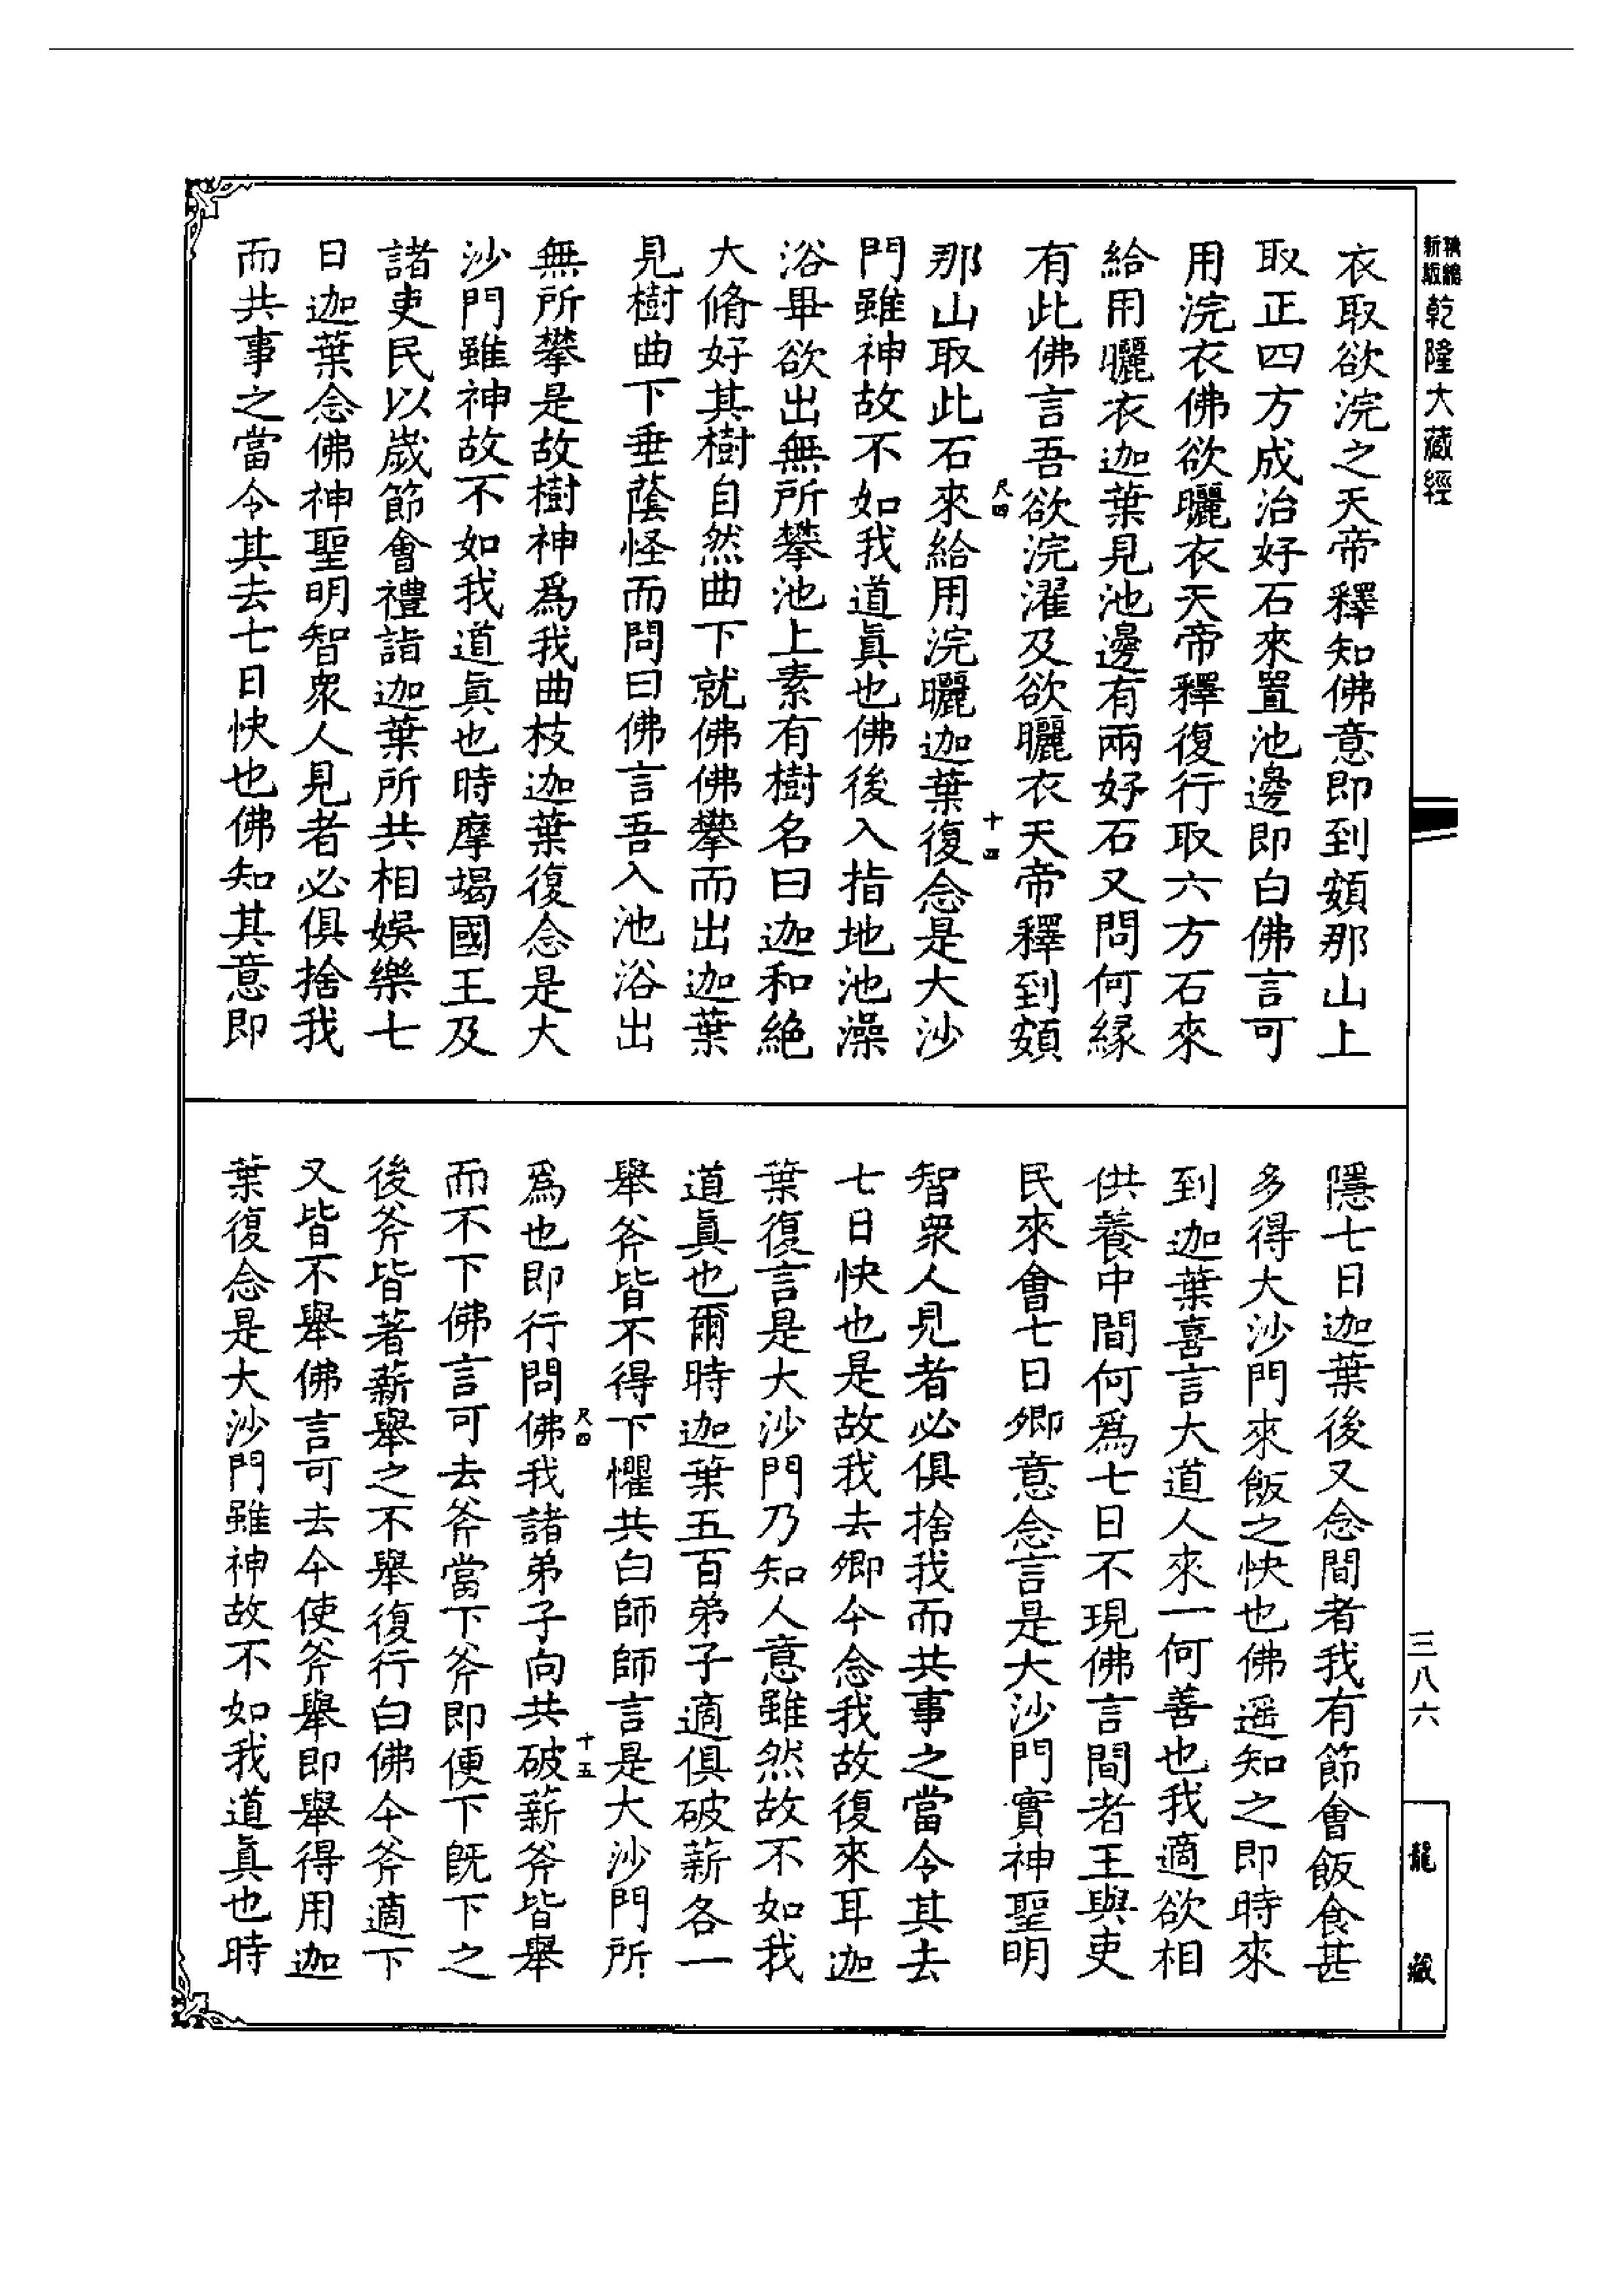 精縮新版乾隆大藏經
衣取欲浣之天帝釋知佛意即到頞那山上
取正四方成治好石來置池邊即白佛言可
用浣衣佛欲曬衣天帝釋復行取六方石來
給用曬衣迦葉見池邊有兩好石又問何緣
有此佛言吾欲浣濯及欲曬衣天帝釋到頞
尺四 十四
那山取此石來給用浣曬迦葉復念是大沙
門雖神故不如我道眞也佛後入指地池澡
浴畢欲出無所攀池上素有樹名曰迦和絕
大脩好其樹自然曲下就佛佛攀而出迦葉
見樹曲下垂蔭怪而問曰佛言吾入池浴出
無所攀是故樹神爲我曲枝迦葉復念是大
沙門雖神故不如我道眞也時摩竭國王及
諸吏民以歲節會禮詣迦葉所共相娛樂七
日迦葉念佛神聖明智衆人見者必俱捨我
而共事之當令其去七日快也佛知其意即
隱七日迦葉後又念間者我有節會飯食甚
多得大沙門來飯之快也佛遥知之即時來
到迦葉喜言大道人來一何善也我適欲相
供養中間何爲七日不現佛言間者王與吏
民來會七日卿意念言是大沙門實神聖明
智衆人見者必俱捨我而共事之當令其去
七日快也是故我去卿今念我故復來耳迦
葉復言是大沙門乃知人意雖然故不如我
道眞也爾時迦葉五百弟子適俱破薪各一
舉斧皆不得下懼共白師師言是大沙門所
尺四 十五
爲也即行問佛我諸弟子向共破薪斧皆舉
而不下佛言可去斧當下斧即便下既下之
後斧皆著薪舉之不舉復行白佛今斧適下
又皆不舉佛言可去今使斧舉即舉得用迦
葉復念是大沙門雖神故不如我道眞也時
三八六
龍藏